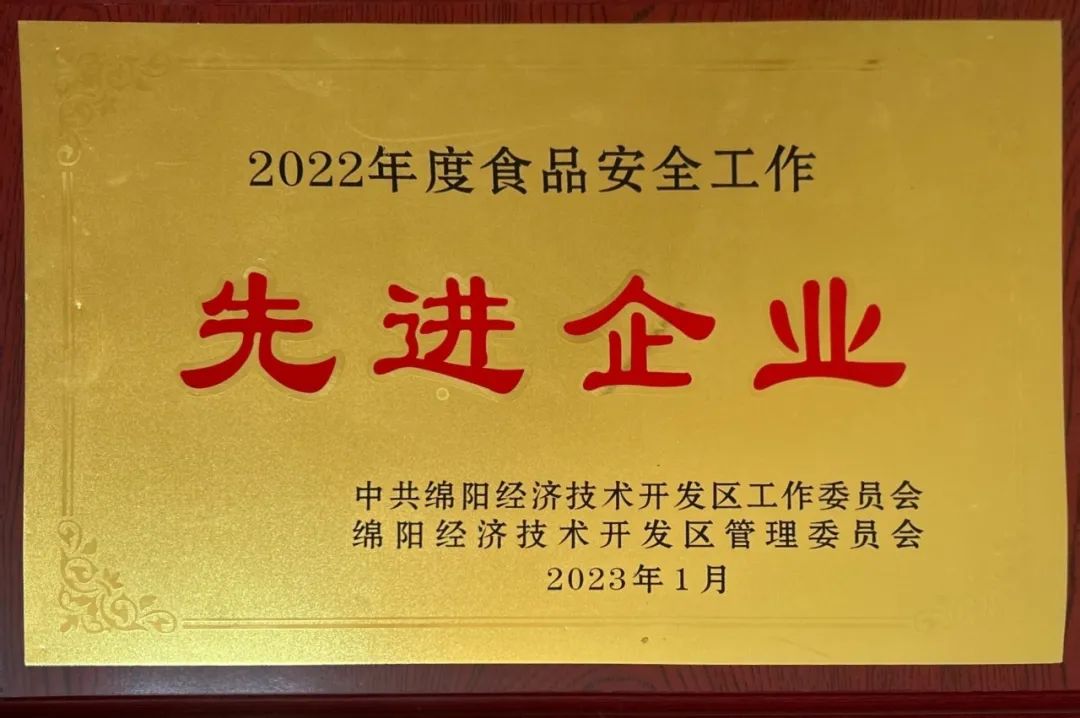 2022年度食品安全工作
先进企业
中共绵阳经济技术开发区工作委员会
绵阳经济技术开发区管理委员会
2023年1月